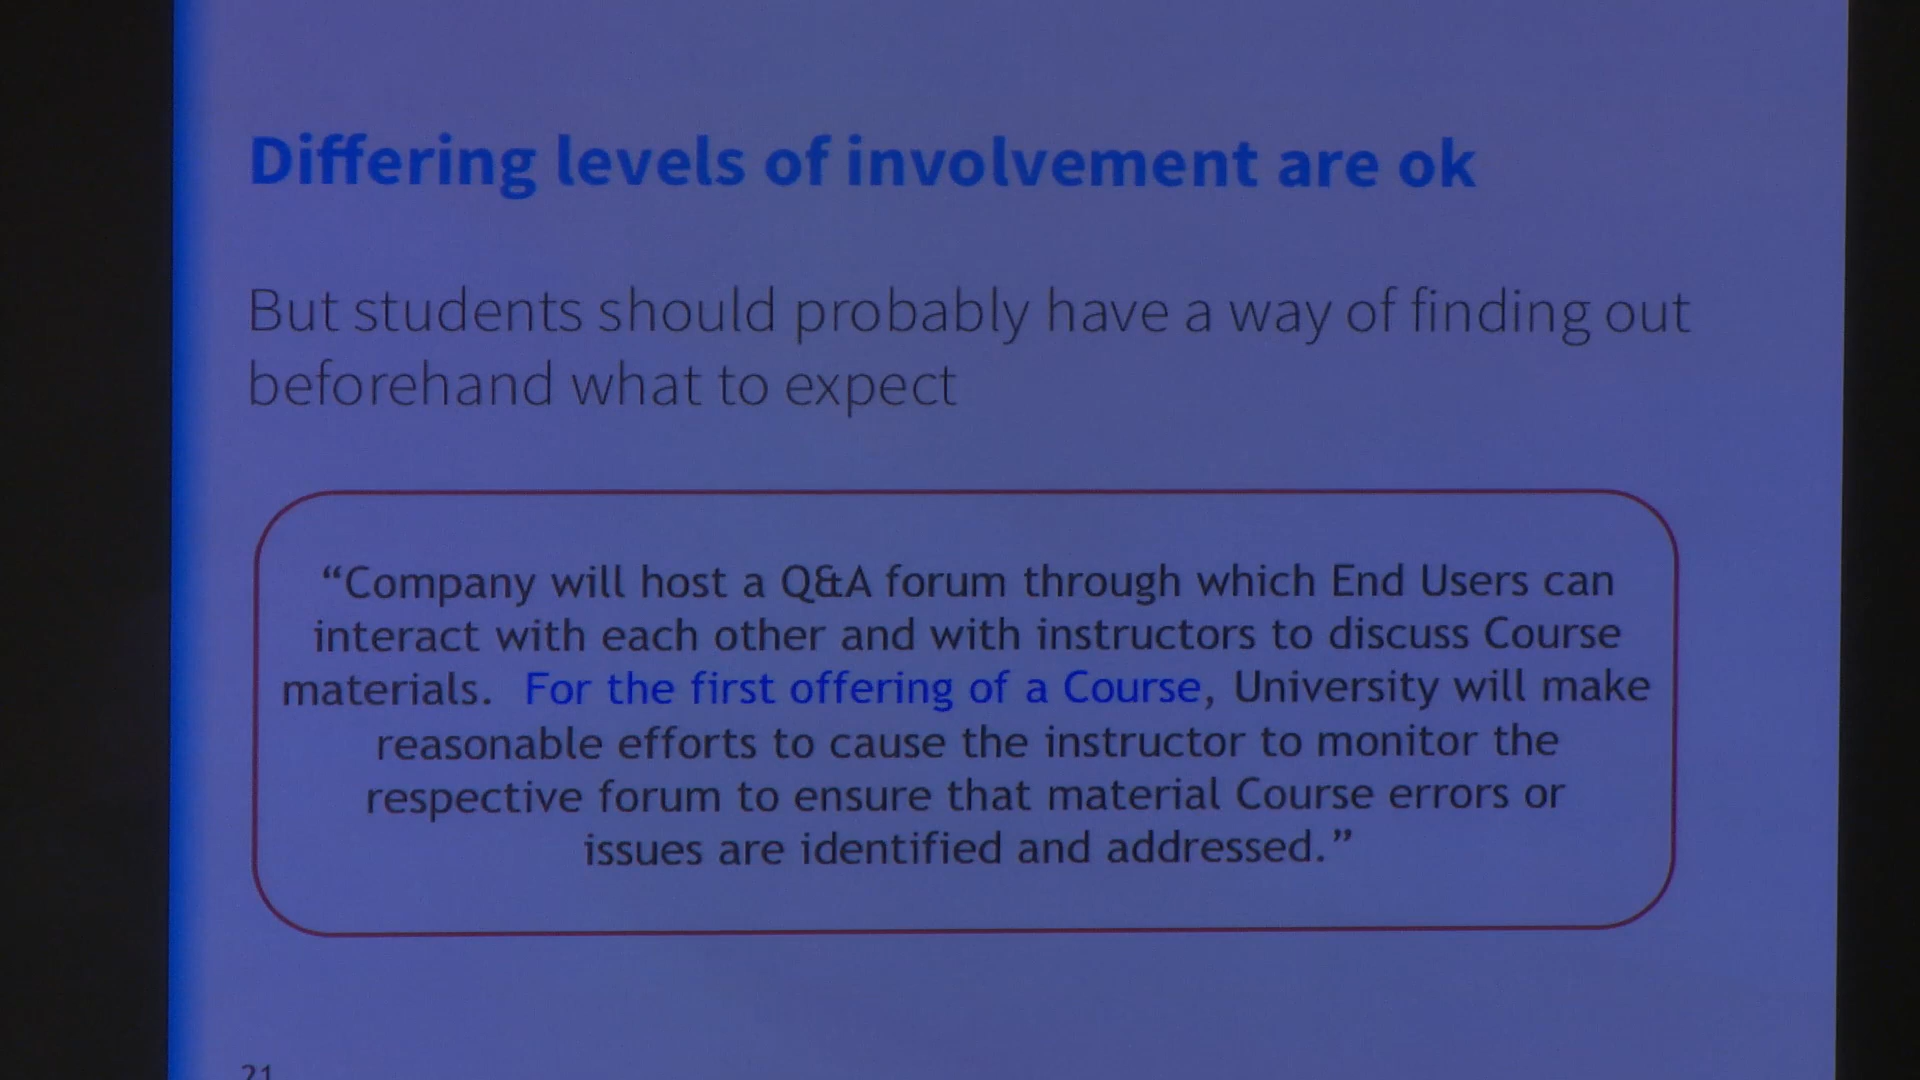 Differing levels of involvement are ok
But students should probably have a way of finding out
beforehand what to expect
“Company will host a Q&A forum through which End Users can
interact with each other and with instructors to discuss Course
materials. For the first offering of a Course, University will make
reasonable efforts to cause the instructor to monitor the
respective forum to ensure that material Course errors or
issues are identified and addressed.”
21